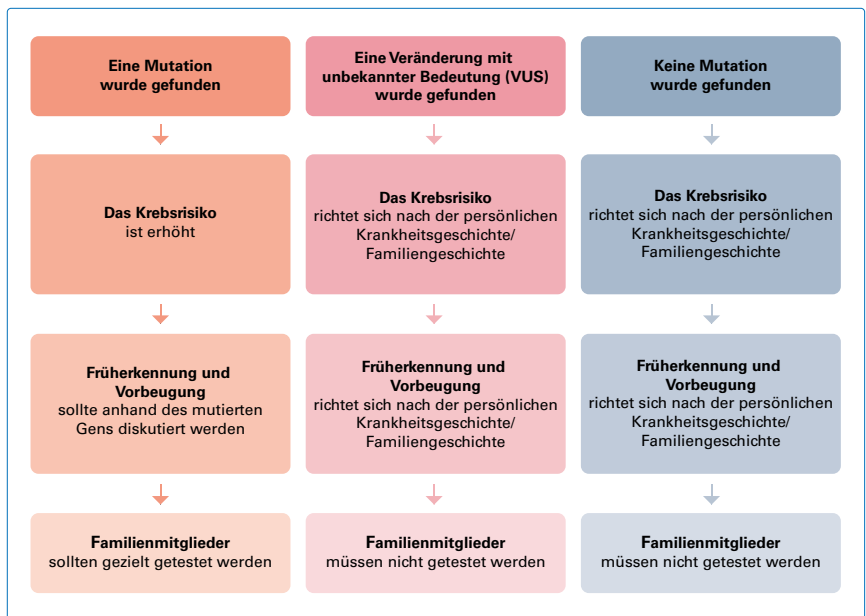 Eine Mutation
wurde gefunden
Eine Veränderung mit
unbekannter Bedeutung (VUS)
wurde gefunden
Keine Mutation
wurde gefunden
Das Krebsrisiko
ist erhöht
Das Krebsrisiko
richtet sich nach der persönlichen
Krankheitsgeschichte/
Familiengeschichte
Das Krebsrisiko
richtet sich nach der persönlichen
Krankheitsgeschichte/
Familiengeschichte
Früherkennung und
Vorbeugung
sollte anhand des mutierten
Gens diskutiert werden
Früherkennung und
Vorbeugung
richtet sich nach der persönlichen
Krankheitsgeschichte/
Familiengeschichte
Früherkennung und
Vorbeugung
richtet sich nach der persönlichen
Krankheitsgeschichte/
Familiengeschichte
Familienmitglieder
sollten gezielt getestet werden
Familienmitglieder
müssen nicht getestet werden
Familienmitglieder
müssen nicht getestet werden